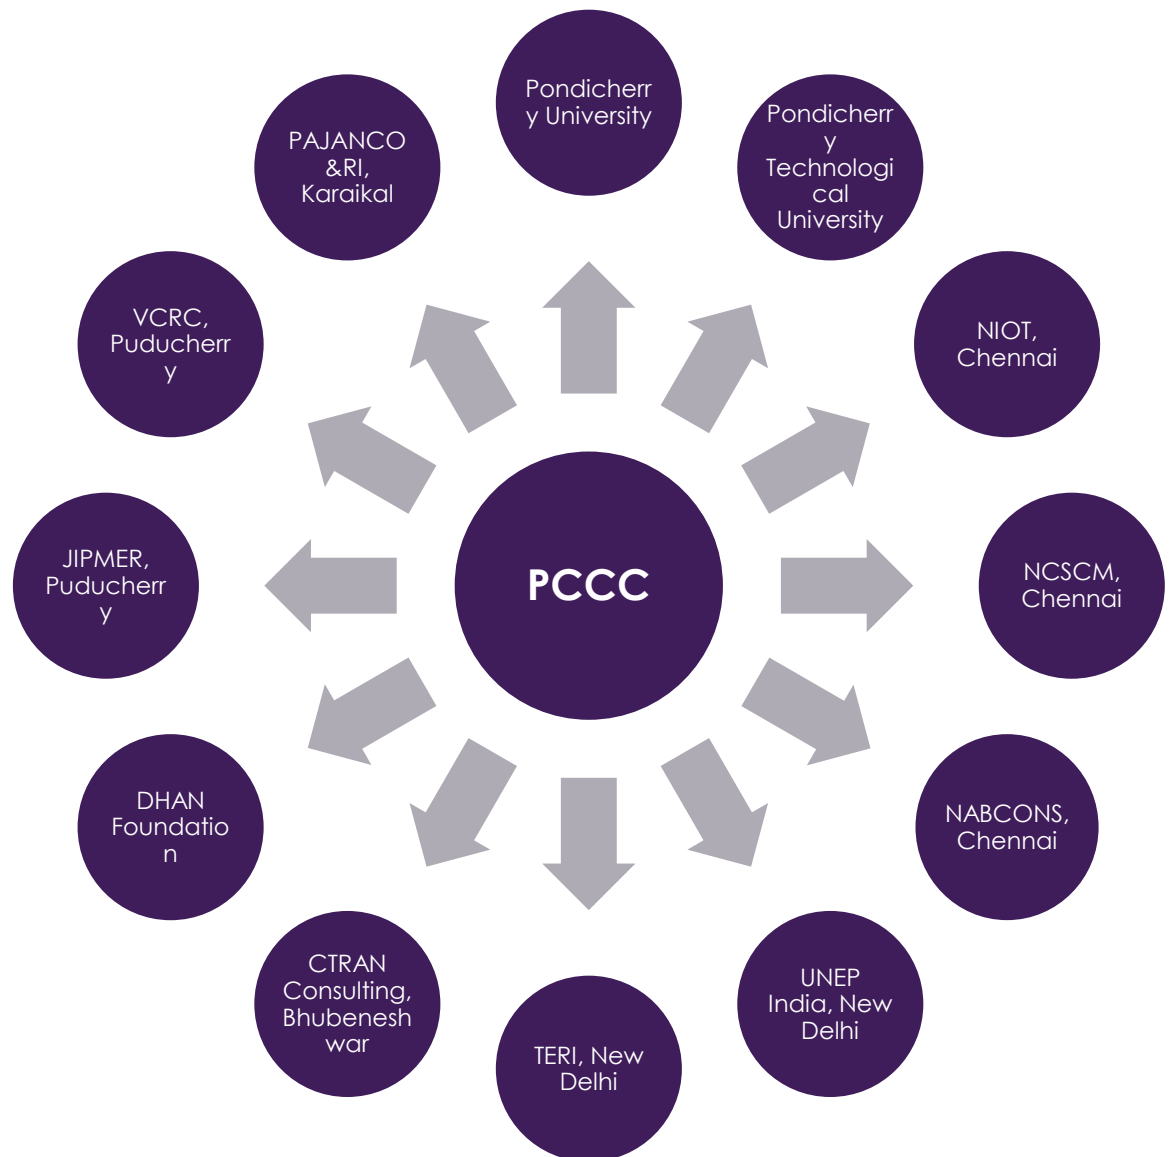 Pondicherr
y University
Pondicherr
y
Technologi
cal
University
NIOT,
Chennai
NCSCM,
Chennai
NABCONS,
Chennai
UNEP
India, New
Delhi
TERI, New
Delhi
CTRAN
Consulting,
Bhubenesh
war
DHAN
Foundatio
n
JIPMER,
Puducherr
y
VCRC,
Puducherr
y
PAJANCO
&RI,
Karaikal
PCCC